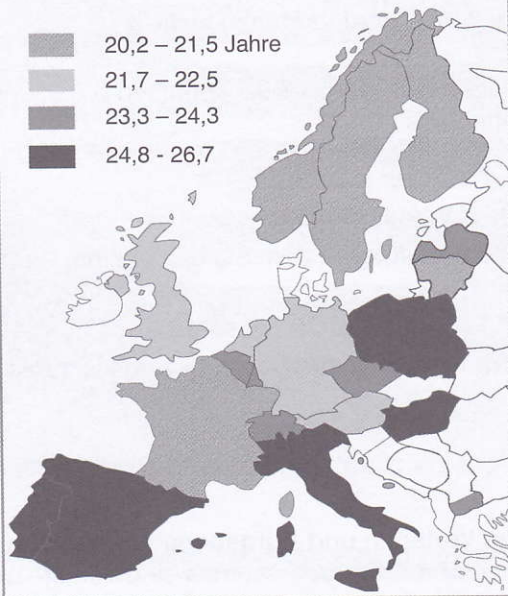 20,2 – 21,5 Jahre
21,7 – 22,5
23,3 – 24,3
24,8 - 26,7